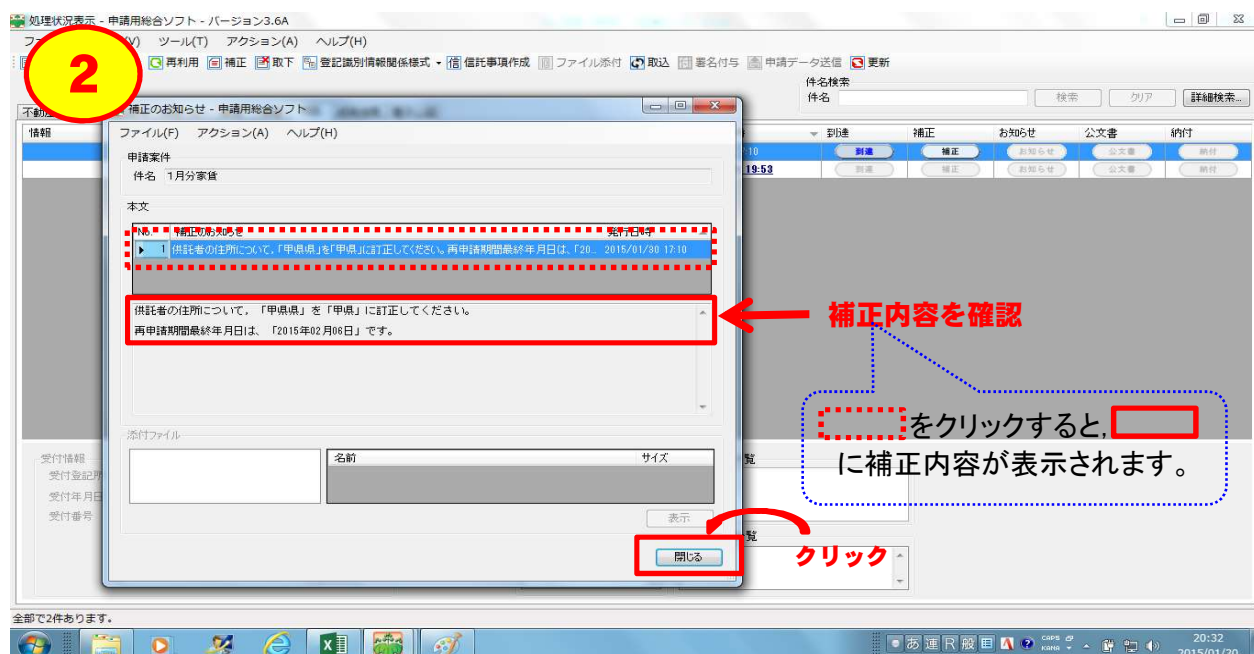 処理状況表示 - 申請用総合ソフト - バージョン3.6A
(V) ツール(T) アクション(A) ヘルプ(H)
2
再利用 補正 取下 登記識別情報関係様式 信託事項作成 ファイル添付 取込 署名付与 申請データ送信 更新
件名検索
件名 検索 クリア 詳細検索...
補正のお知らせ - 申請用総合ソフト
情報 到達 補正 お知らせ 公文書 納付
ファイル(F) アクション(A) ヘルプ(H)
:10 到達 補正 お知らせ 公文書 納付
19:53 到達 補正 お知らせ 公文書 納付
申請案件
件名 1月分家賃
本文
No. 補正のお知らせ 発行日時
1 供託者の住所について,「甲県県」を「甲県」に訂正してください。再申請期間最終年月日は、「20... 2015/01/30 17:10
供託者の住所について,「甲県県」を「甲県」に訂正してください。
再申請期間最終年月日は、「2015年02月06日」です。
補正内容を確認
をクリックすると,
に補正内容が表示されます。
添付ファイル
名前 サイズ
受付情報
受付登記所
受付年月日
受付番号
覧
表示
覧
閉じる
クリック
全部で2件あります。
あ 連 R 般 CAPS KANA 20:32
2015/01/20